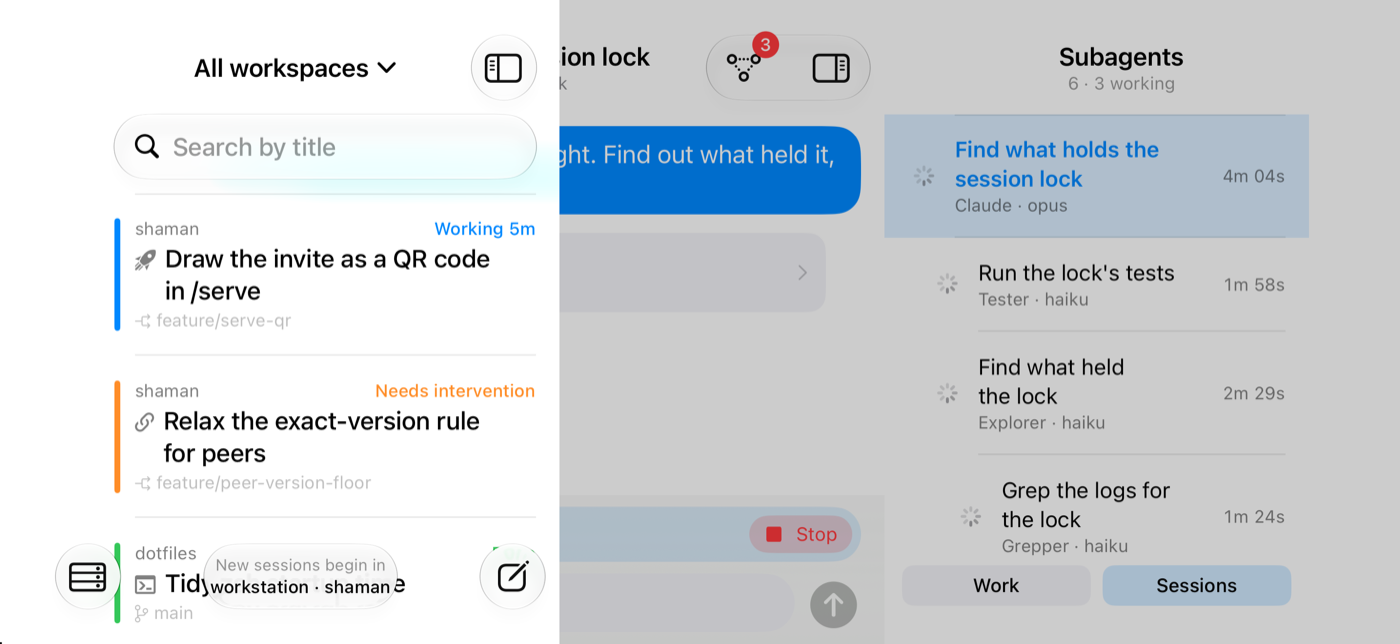 All workspaces
Search by title
shaman
Working 5m
Draw the invite as a QR code
in /serve
feature/serve-qr
shaman
Needs intervention
Relax the exact-version rule
for peers
feature/peer-version-floor
dotfiles
New sessions begin in
workstation · shaman
main
ion lock
3
ght. Find out what held it,
Stop
Subagents
6 · 3 working
Find what holds the
session lock
4m 04s
Claude · opus
Run the lock's tests
1m 58s
Tester · haiku
Find what held
the lock
2m 29s
Explorer · haiku
Grep the logs for
the lock
1m 24s
Grepper · haiku
Work
Sessions